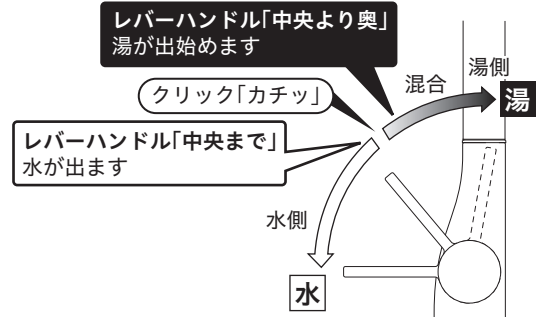 レバーハンドル「中央より奥」
湯が出始めます
混合
湯側
湯
クリック「カチッ」
レバーハンドル「中央まで」
水が出ます
水側
水